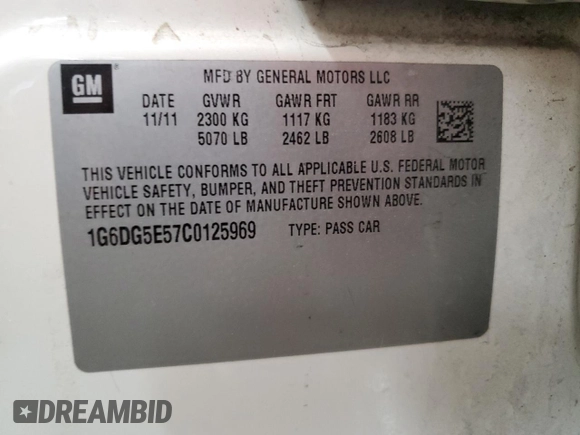 GM
MFD BY GENERAL MOTORS LLC
DATE GVWR GAWR FRT GAWR RR
11/11 2300 KG 1117 KG 1183 KG
5070 LB 2462 LB 2608 LB
THIS VEHICLE CONFORMS TO ALL APPLICABLE U.S. FEDERAL MOTOR
VEHICLE SAFETY, BUMPER, AND THEFT PREVENTION STANDARDS IN
EFFECT ON THE DATE OF MANUFACTURE SHOWN ABOVE.
1G6DG5E57C0125969 TYPE: PASS CAR
DREAMBID